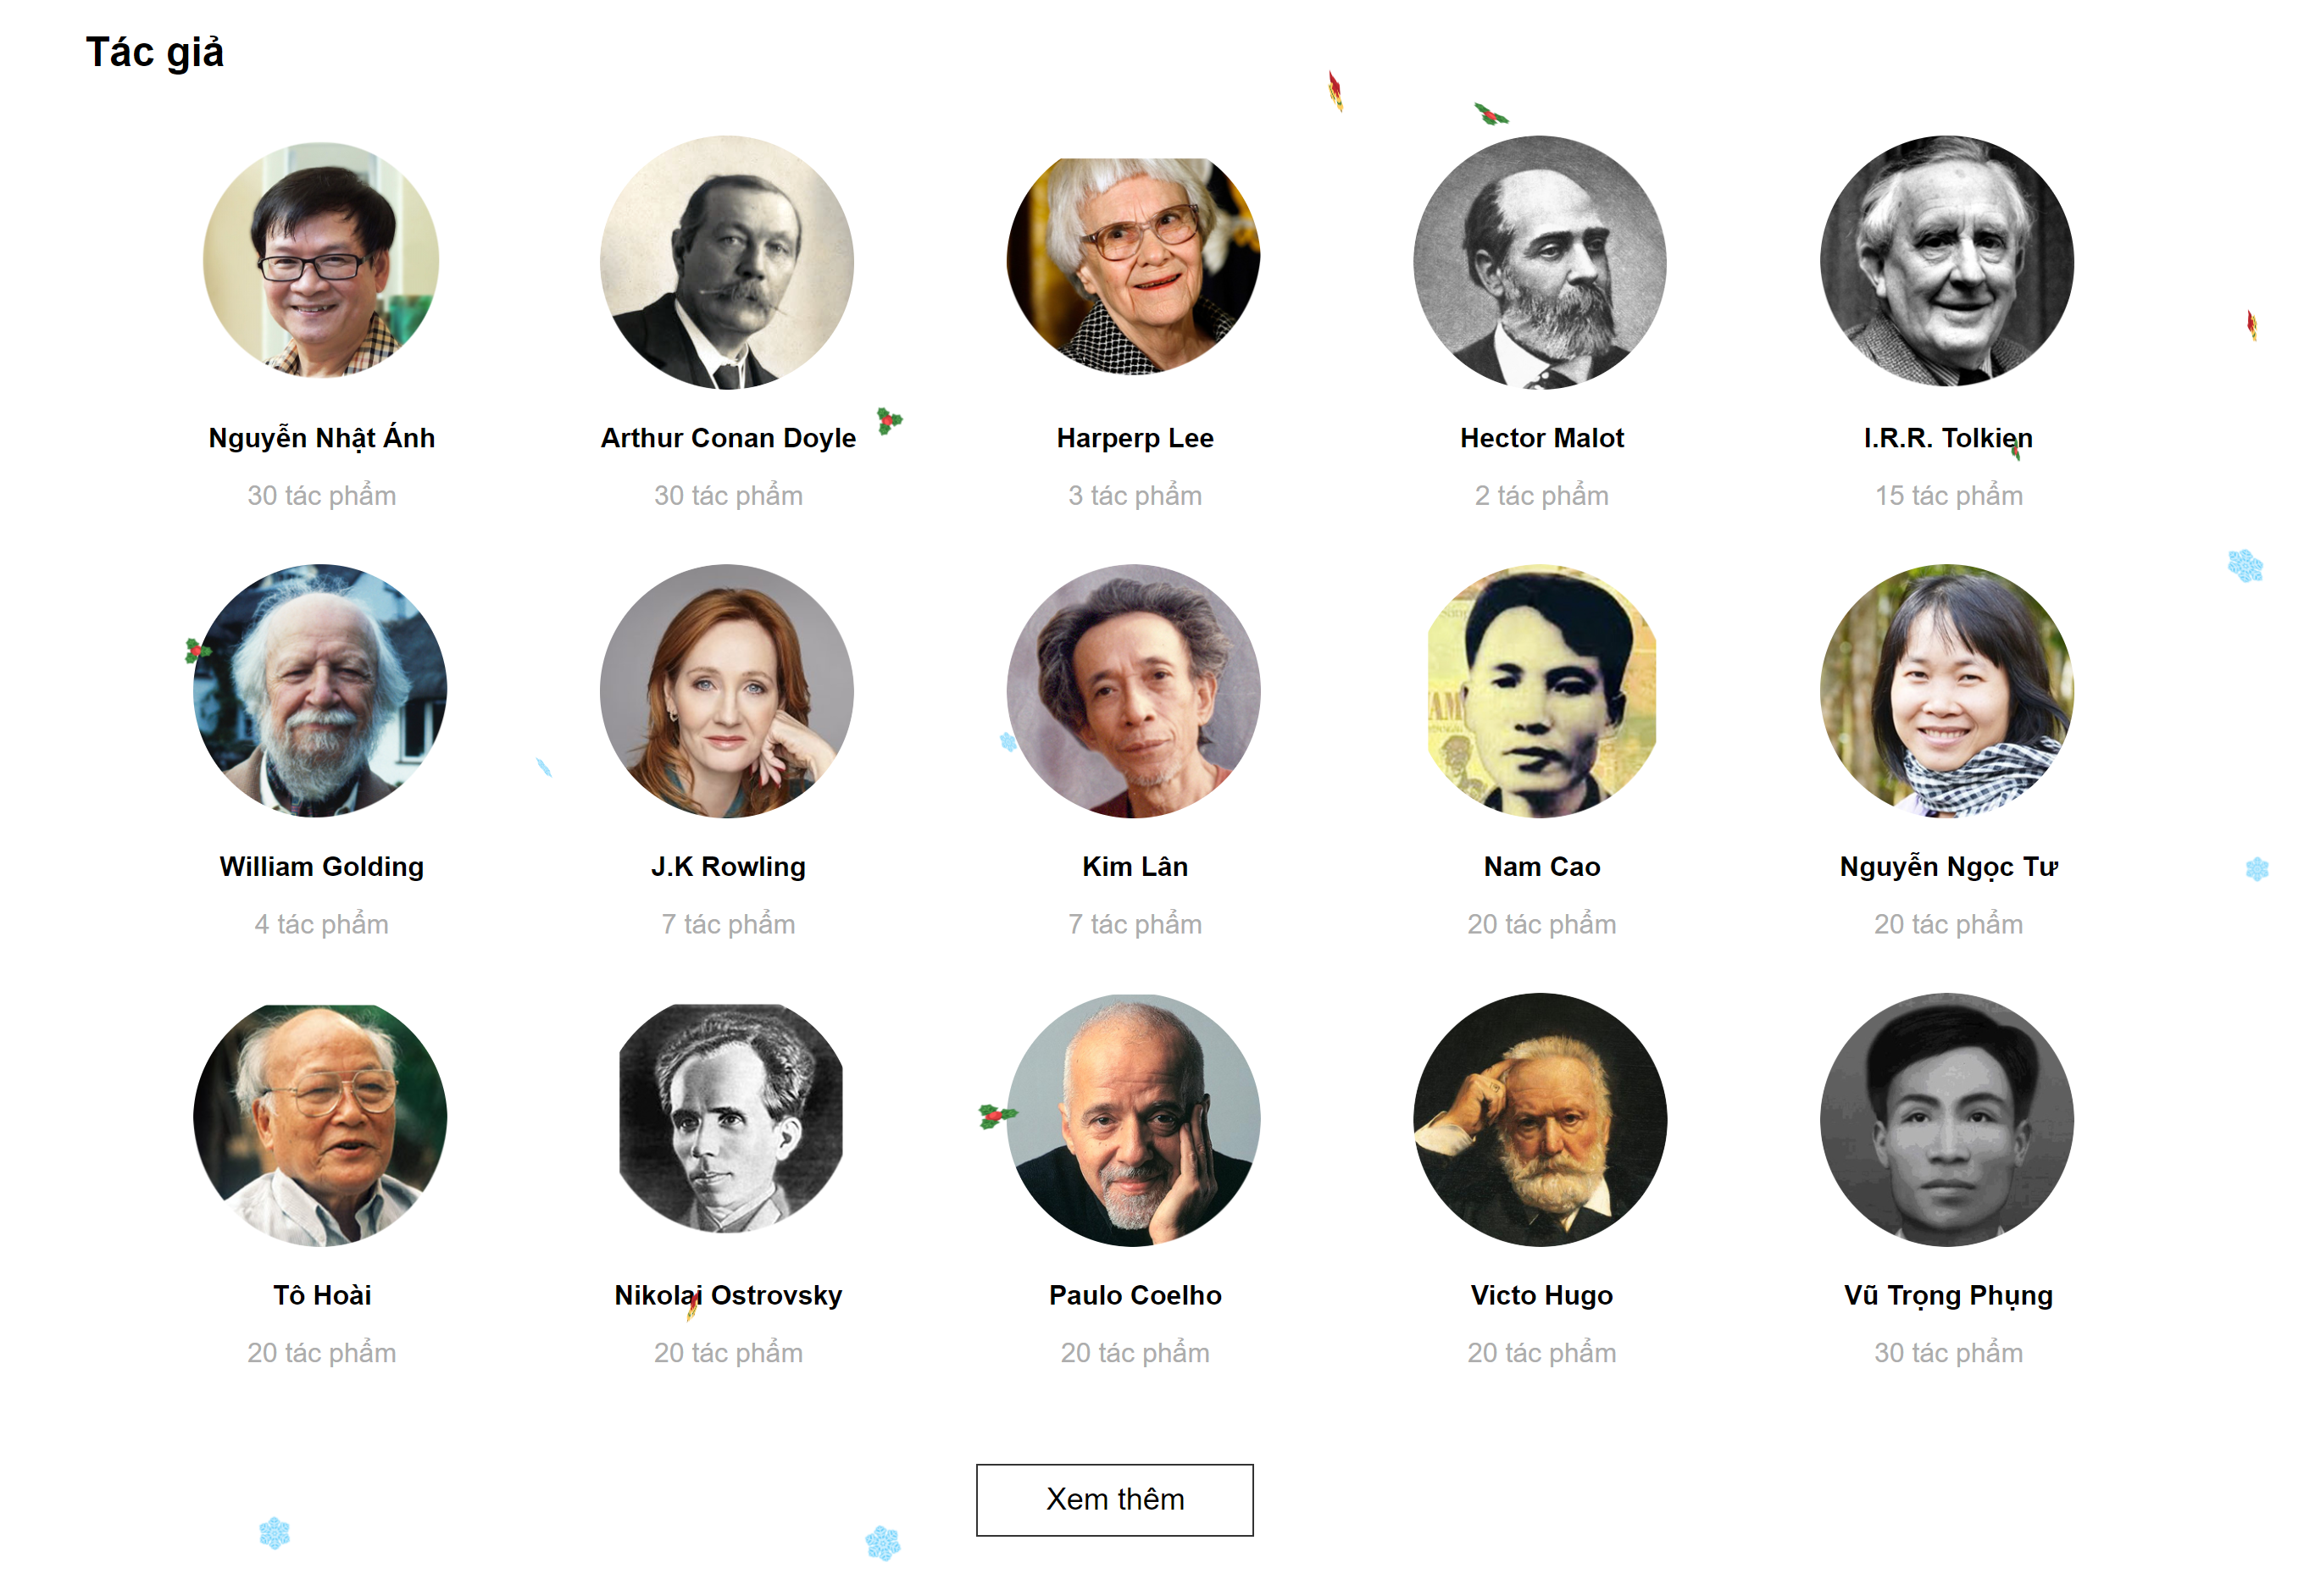 Tác giả
Nguyễn Nhật Ánh
Arthur Conan Doyle
Harperp Lee
Hector Malot
I.R.R. Tolkien
30 tác phẩm
30 tác phẩm
3 tác phẩm
2 tác phẩm
15 tác phẩm
William Golding
J.K Rowling
Kim Lân
Nam Cao
Nguyễn Ngọc Tư
4 tác phẩm
7 tác phẩm
7 tác phẩm
20 tác phẩm
20 tác phẩm
Tô Hoài
Nikolai Ostrovsky
Paulo Coelho
Victo Hugo
Vũ Trọng Phụng
20 tác phẩm
20 tác phẩm
20 tác phẩm
20 tác phẩm
30 tác phẩm
Xem thêm